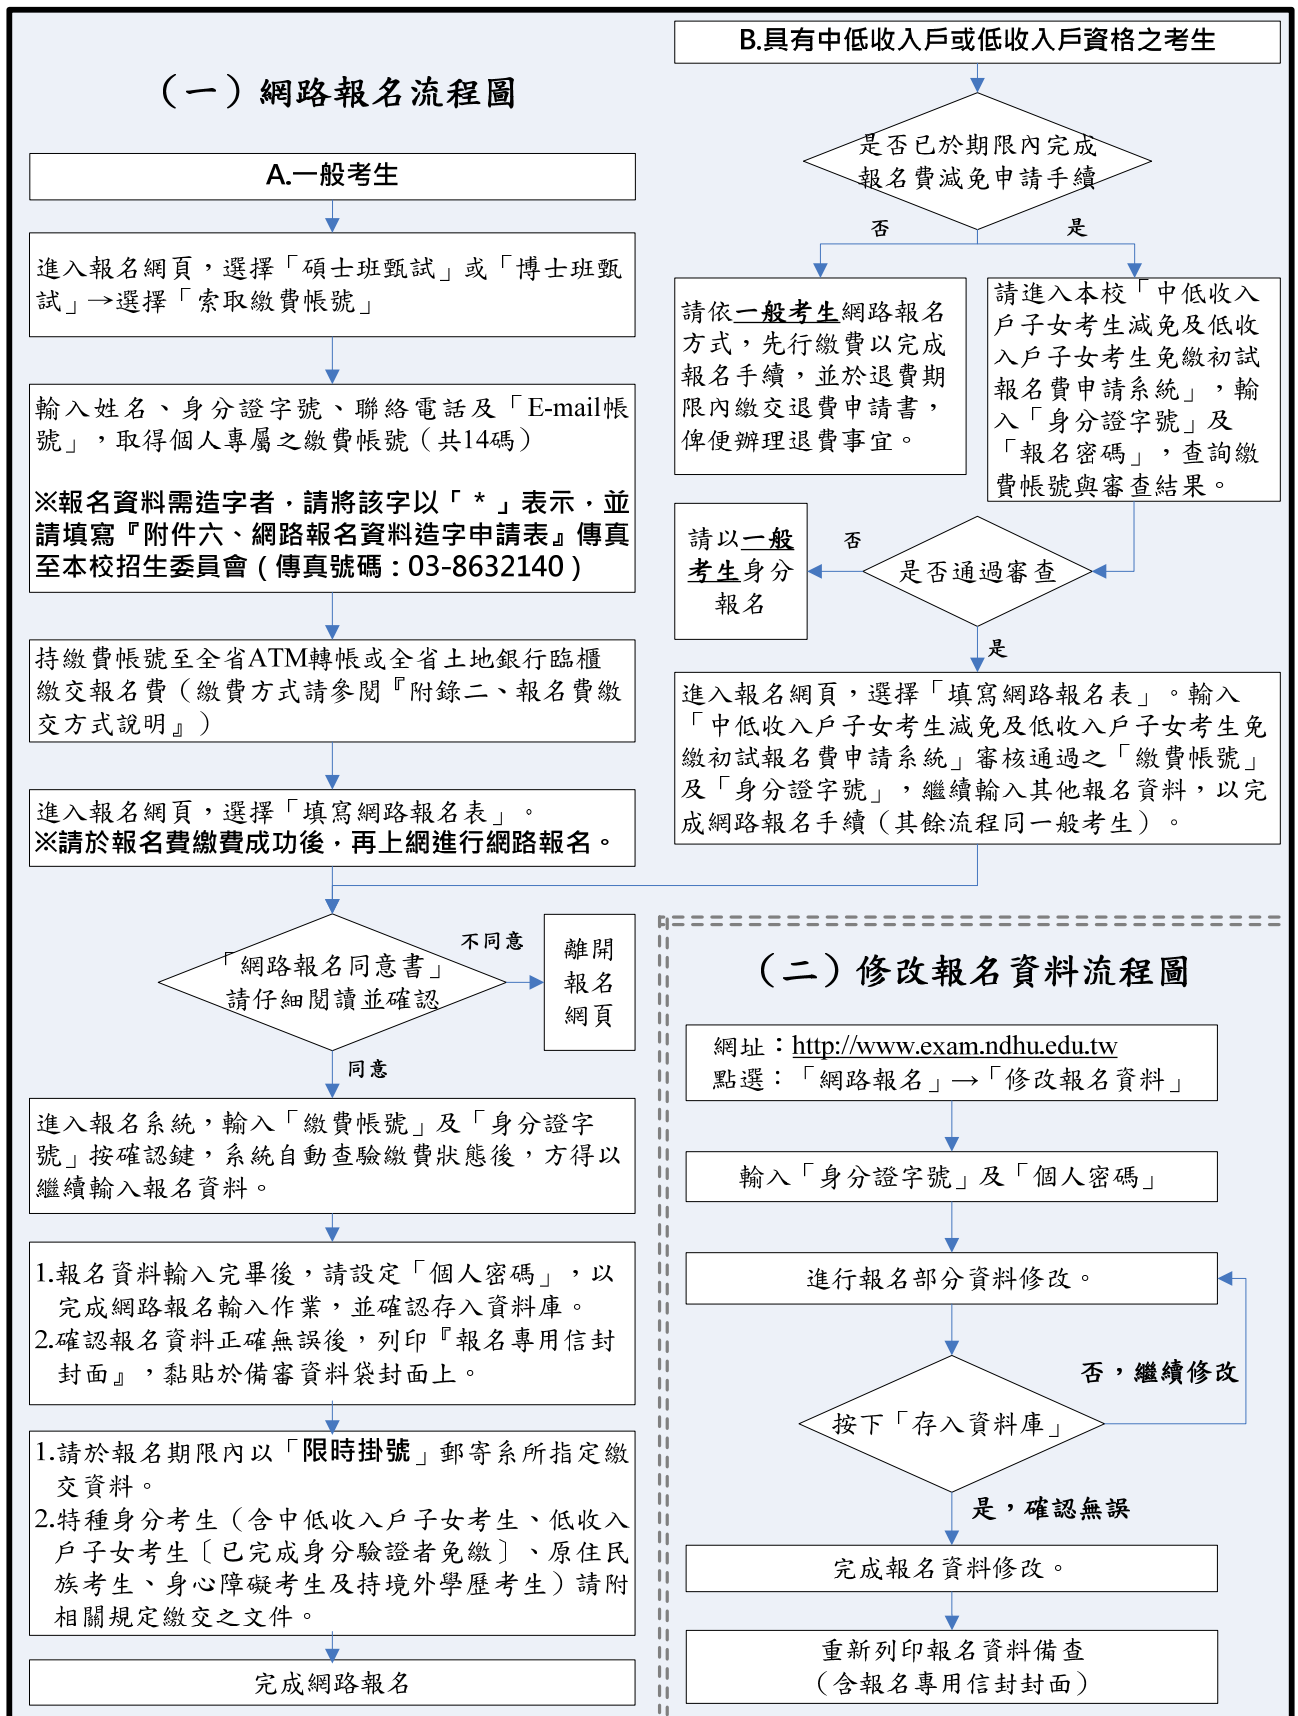 （一）網路報名流程圖
A.一般考生
進入報名網頁，選擇「碩士班甄試」或「博士班甄
試」→選擇「索取繳費帳號」
輸入姓名、身分證字號、聯絡電話及「E-mail帳
號」，取得個人專屬之繳費帳號（共14碼）
※報名資料需造字者，請將該字以「 * 」表示，並
請填寫『附件六、網路報名資料造字申請表』傳真
至本校招生委員會（傳真號碼：03-8632140）
持繳費帳號至全省ATM轉帳或全省土地銀行臨櫃
繳交報名費（繳費方式請參閱『附錄二、報名費繳
交方式說明』）
進入報名網頁，選擇「填寫網路報名表」。
※請於報名費繳費成功後，再上網進行網路報名。
「網路報名同意書」
請仔細閱讀並確認
不同意
離開
報名
網頁
同意
進入報名系統，輸入「繳費帳號」及「身分證字
號」按確認鍵，系統自動查驗繳費狀態後，方得以
繼續輸入報名資料。
1.報名資料輸入完畢後，請設定「個人密碼」，以
完成網路報名輸入作業，並確認存入資料庫。
2.確認報名資料正確無誤後，列印『報名專用信封
封面』，黏貼於備審資料袋封面上。
1.請於報名期限內以「限時掛號」郵寄系所指定繳
交資料。
2.特種身分考生（含中低收入戶子女考生、低收入
戶子女考生〔已完成身分驗證者免繳〕、原住民
族考生、身心障礙考生及持境外學歷考生）請附
相關規定繳交之文件。
完成網路報名
B.具有中低收入戶或低收入戶資格之考生
是否已於期限內完成
報名費減免申請手續
否
是
請依一般考生網路報名
方式，先行繳費以完成
報名手續，並於退費期
限內繳交退費申請書，
俾便辦理退費事宜。
請進入本校「中低收入
戶子女考生減免及低收
入戶子女考生免繳初試
報名費申請系統」，輸
入「身分證字號」及
「報名密碼」，查詢繳
費帳號與審查結果。
請以一般
考生身分
報名
否
是否通過審查
是
進入報名網頁，選擇「填寫網路報名表」。輸入
「中低收入戶子女考生減免及低收入戶子女考生免
繳初試報名費申請系統」審核通過之「繳費帳號」
及「身分證字號」，繼續輸入其他報名資料，以完
成網路報名手續（其餘流程同一般考生）。
（二）修改報名資料流程圖
網址：http://www.exam.ndhu.edu.tw
點選：「網路報名」→「修改報名資料」
輸入「身分證字號」及「個人密碼」
進行報名部分資料修改。
否，繼續修改
按下「存入資料庫」
是，確認無誤
完成報名資料修改。
重新列印報名資料備查
（含報名專用信封封面）